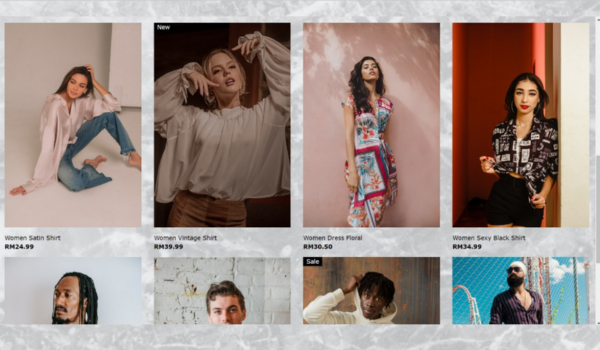 New
Women Satin Shirt
RM24.99
Women Vintage Shirt
RM39.99
Women Dress Floral
RM30.50
Women Sexy Black Shirt
RM34.99
Sale